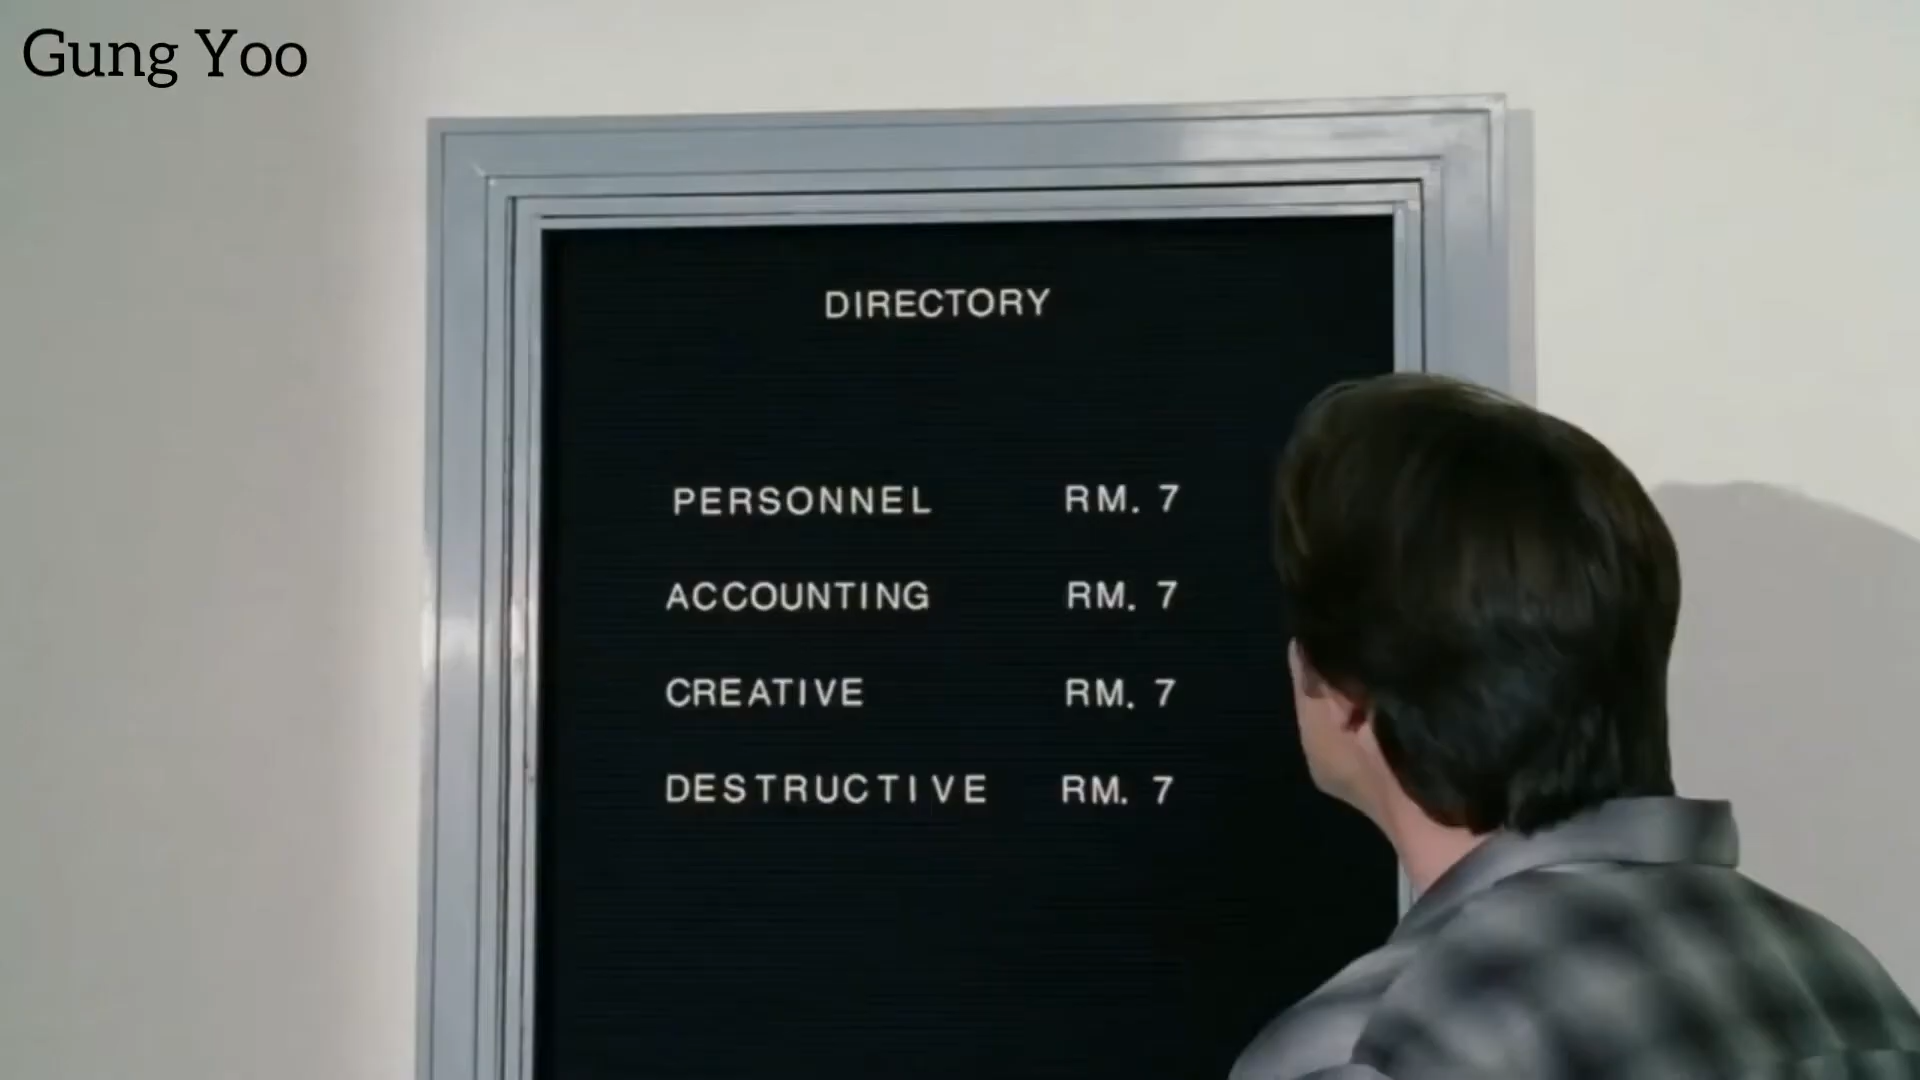 Gung Yoo
DIRECTORY
PERSONNEL RM. 7
ACCOUNTING RM. 7
CREATIVE RM. 7
DESTRUCTIVE RM. 7